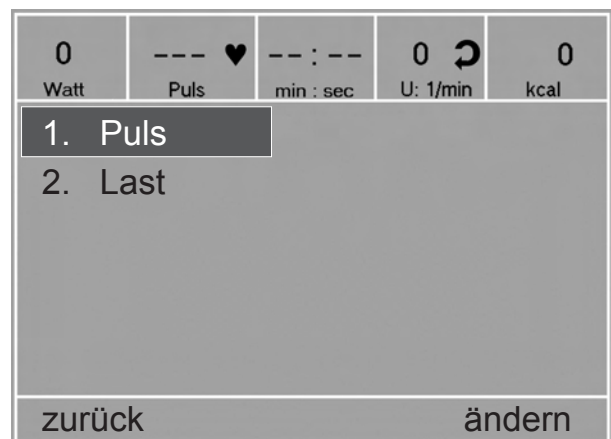 0 --- ♥ --:-- 0 0
Watt Puls min : sec U: 1/min kcal
1. Puls
2. Last
zurück ändern